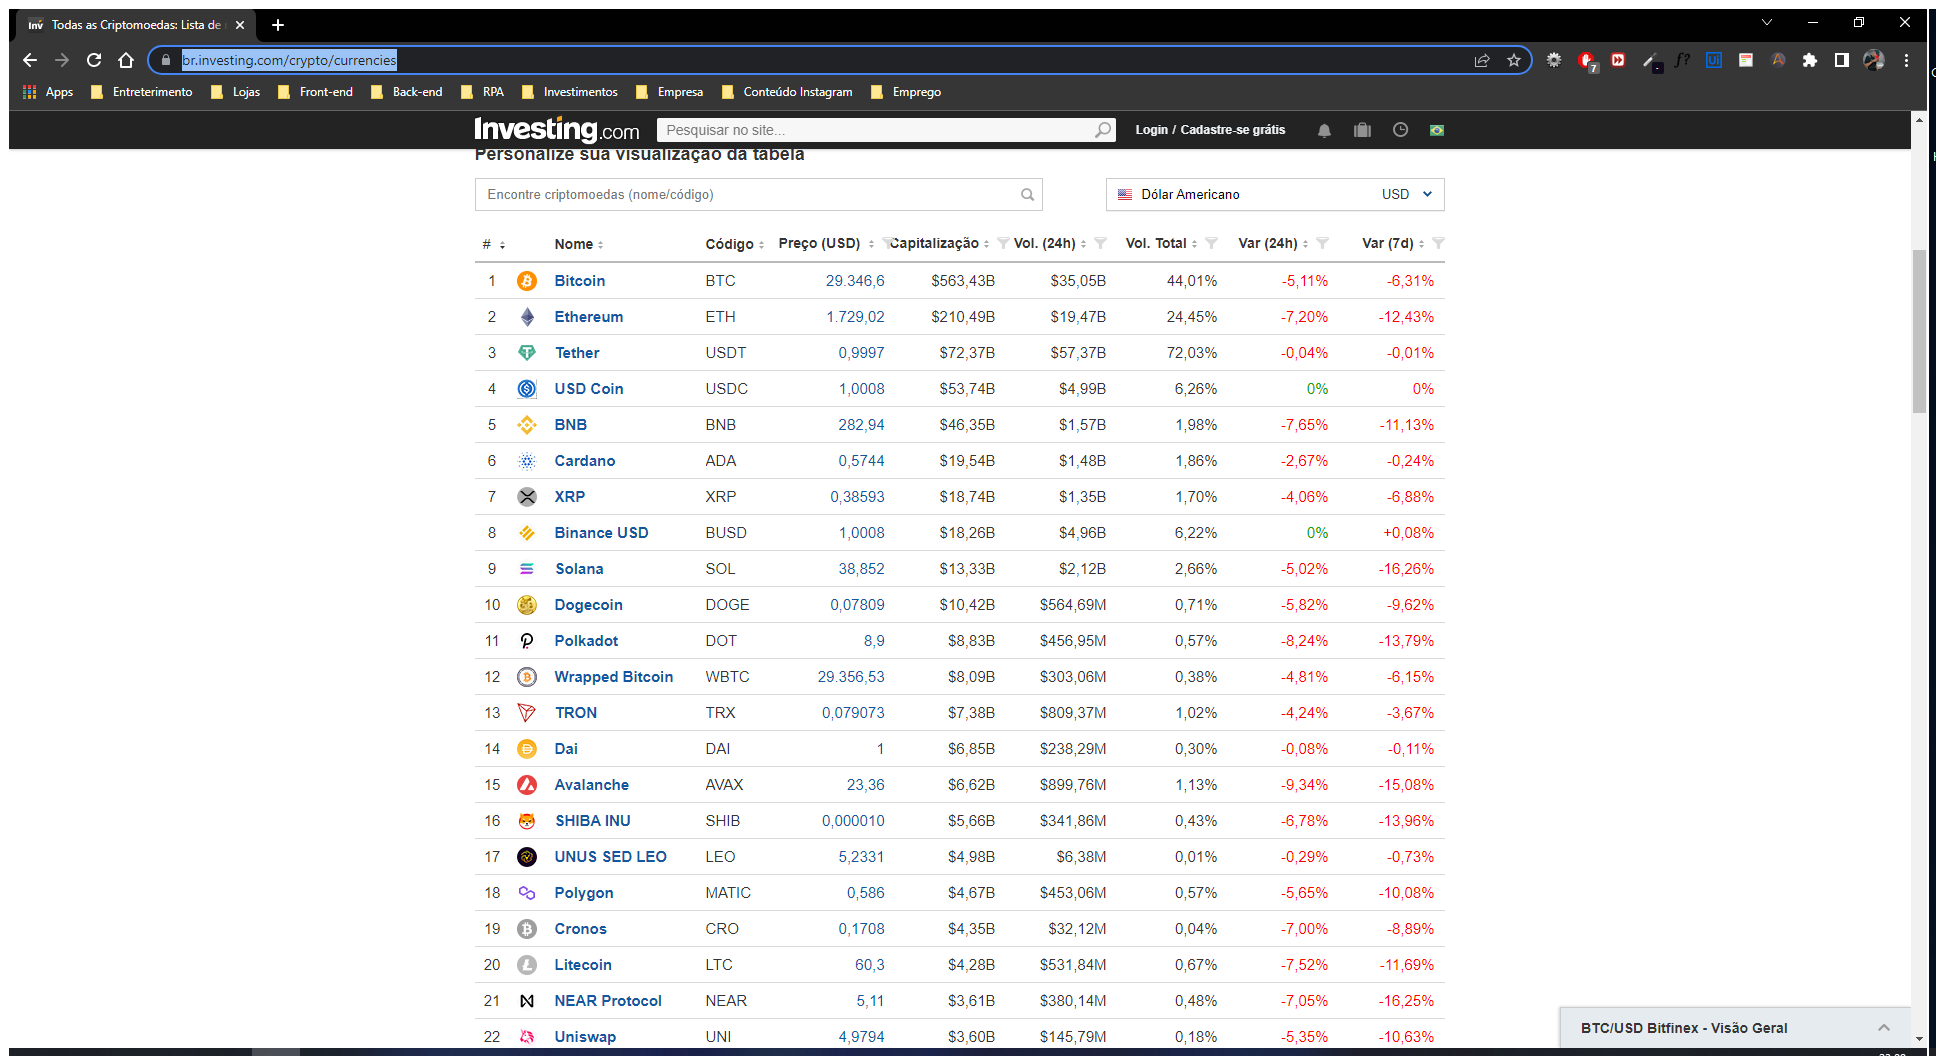 Inv Todas as Criptomoedas: Lista de
br.investing.com/crypto/currencies
7
Apps Entreterimento Lojas Front-end Back-end RPA Investimentos Empresa Conteúdo Instagram Emprego
Investing.com Pesquisar no site... Login / Cadastre-se grátis
Personalize sua visualização da tabela
Encontre criptomoedas (nome/código) Dólar Americano USD
# Nome Código Preço (USD) Capitalização Vol. (24h) Vol. Total Var (24h) Var (7d)
1 Bitcoin BTC 29.346,6 $563,43B $35,05B 44,01% -5,11% -6,31%
2 Ethereum ETH 1.729,02 $210,49B $19,47B 24,45% -7,20% -12,43%
3 Tether USDT 0,9997 $72,37B $57,37B 72,03% -0,04% -0,01%
4 USD Coin USDC 1,0008 $53,74B $4,99B 6,26% 0% 0%
5 BNB BNB 282,94 $46,35B $1,57B 1,98% -7,65% -11,13%
6 Cardano ADA 0,5744 $19,54B $1,48B 1,86% -2,67% -0,24%
7 XRP XRP 0,38593 $18,74B $1,35B 1,70% -4,06% -6,88%
8 Binance USD BUSD 1,0008 $18,26B $4,96B 6,22% 0% +0,08%
9 Solana SOL 38,852 $13,33B $2,12B 2,66% -5,02% -16,26%
10 Dogecoin DOGE 0,07809 $10,42B $564,69M 0,71% -5,82% -9,62%
11 Polkadot DOT 8,9 $8,83B $456,95M 0,57% -8,24% -13,79%
12 Wrapped Bitcoin WBTC 29.356,53 $8,09B $303,06M 0,38% -4,81% -6,15%
13 TRON TRX 0,079073 $7,38B $809,37M 1,02% -4,24% -3,67%
14 Dai DAI 1 $6,85B $238,29M 0,30% -0,08% -0,11%
15 Avalanche AVAX 23,36 $6,62B $899,76M 1,13% -9,34% -15,08%
16 SHIBA INU SHIB 0,000010 $5,66B $341,86M 0,43% -6,78% -13,96%
17 UNUS SED LEO LEO 5,2331 $4,98B $6,38M 0,01% -0,29% -0,73%
18 Polygon MATIC 0,586 $4,67B $453,06M 0,57% -5,65% -10,08%
19 Cronos CRO 0,1708 $4,35B $32,12M 0,04% -7,00% -8,89%
20 Litecoin LTC 60,3 $4,28B $531,84M 0,67% -7,52% -11,69%
21 NEAR Protocol NEAR 5,11 $3,61B $380,14M 0,48% -7,05% -16,25%
22 Uniswap UNI 4,9794 $3,60B $145,79M 0,18% -5,35% -10,63%
BTC/USD Bitfinex - Visão Geral